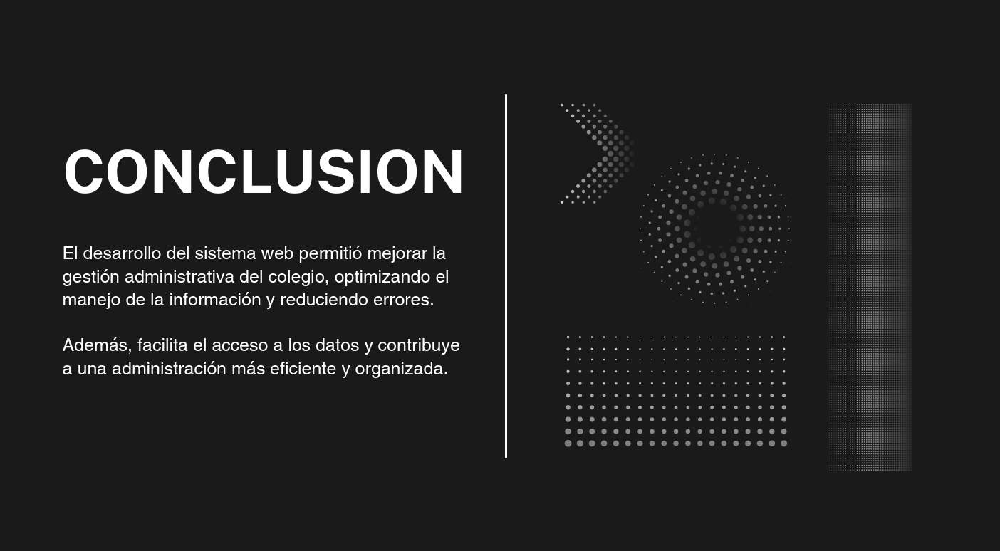 CONCLUSION
El desarrollo del sistema web permitió mejorar la
gestión administrativa del colegio, optimizando el
manejo de la información y reduciendo errores.
Además, facilita el acceso a los datos y contribuye
a una administración más eficiente y organizada.